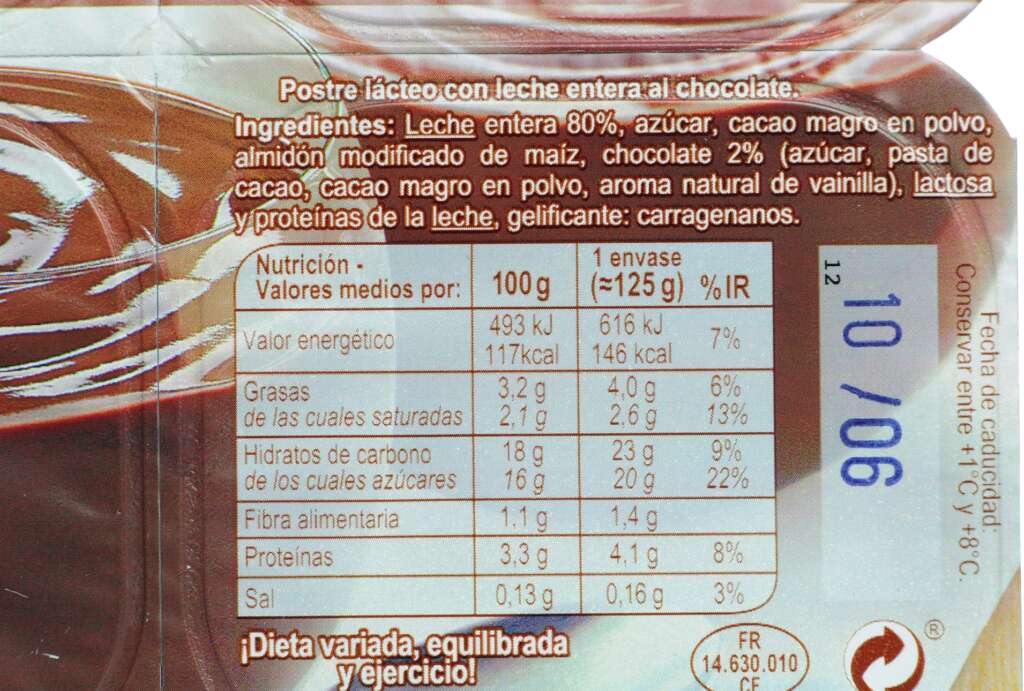 Postre lácteo con leche entera al chocolate.
Ingredientes: Leche entera 80%, azúcar, cacao magro en polvo,
almidón modificado de maíz, chocolate 2% (azúcar, pasta de
cacao, cacao magro en polvo, aroma natural de vainilla), lactosa
y proteínas de la leche, gelificante: carragenanos.
Nutrición -
Valores medios por: 100 g 1 envase (≈125 g) % IR
Valor energético 493 kJ 616 kJ 7%
117kcal 146 kcal
Grasas 3,2 g 4,0 g 6%
de las cuales saturadas 2,1 g 2,6 g 13%
Hidratos de carbono 18 g 23 g 9%
de los cuales azúcares 16 g 20 g 22%
Fibra alimentaria 1,1 g 1,4 g
Proteínas 3,3 g 4,1 g 8%
Sal 0,13 g 0,16 g 3%
¡Dieta variada, equilibrada
y ejercicio!
FR
14.630.010
CE
®
12
10 /06
Fecha de caducidad:
Conservar entre +1°C y +8°C.